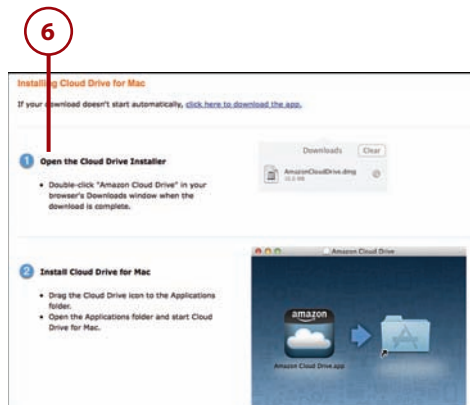 6
Installing Cloud Drive for Mac
If your download doesn't start automatically, click here to download the app.
1 Open the Cloud Drive Installer
• Double-click "Amazon Cloud Drive" in your
browser's Downloads window when the
download is complete.
Downloads Clear
AmazonCloudDrive.dmg
2 Install Cloud Drive for Mac
• Drag the Cloud Drive icon to the Applications
folder.
• Open the Applications folder and start Cloud
Drive for Mac.
Amazon Cloud Drive
amazon
Amazon Cloud Drive.app